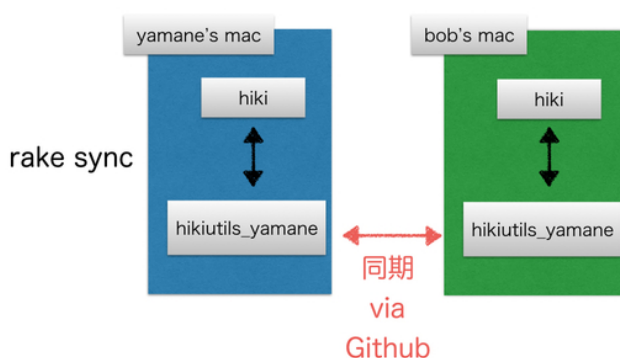 yamane's mac
bob's mac
hiki
hiki
rake sync
hikiutils_yamane
hikiutils_yamane
同期
via
Github